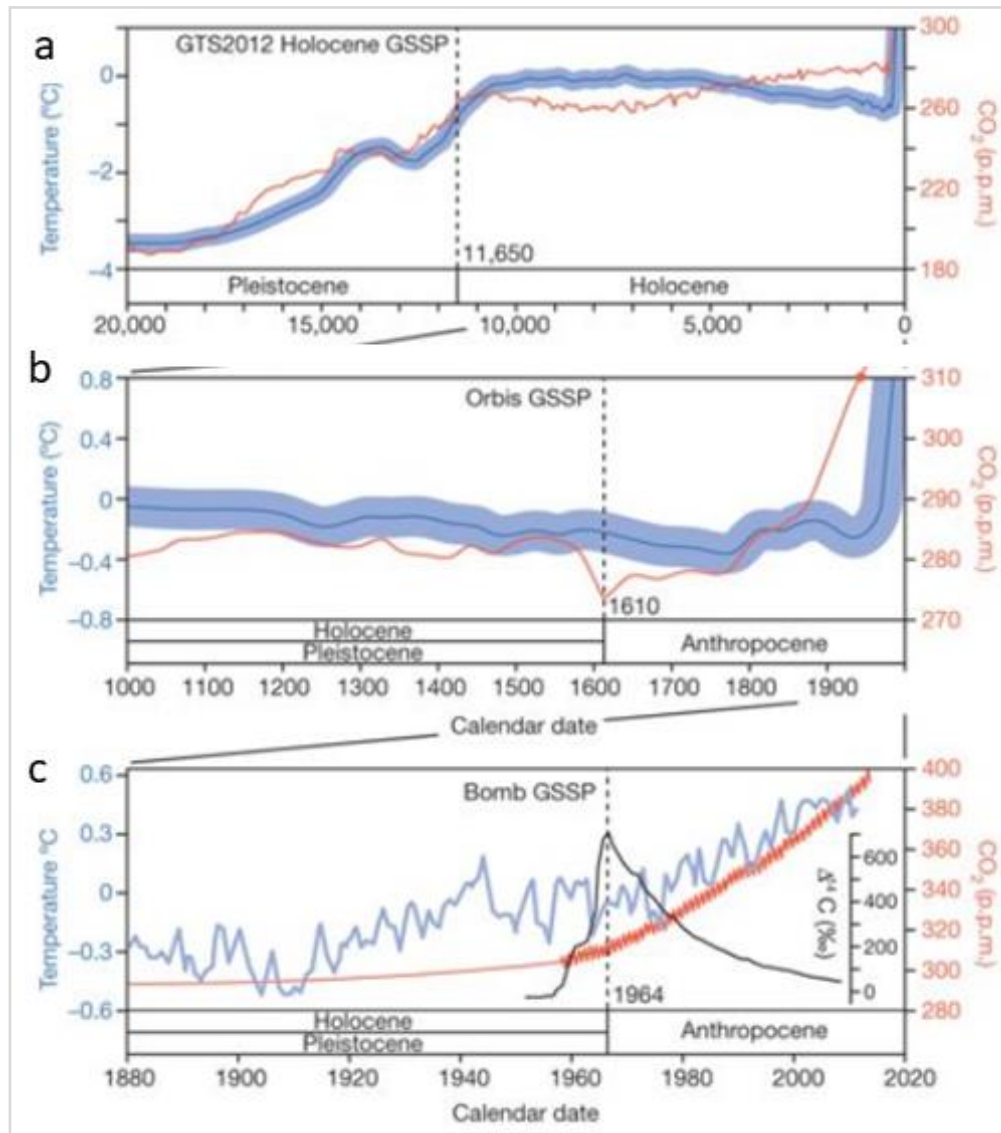 a
GTS2012 Holocene GSSP
Temperature (ºC)
0
−2
−4
CO2 (p.p.m.)
300
260
220
180
11,650
Pleistocene Holocene
20,000 15,000 10,000 5,000 0
b
Orbis GSSP
Temperature (ºC)
0.8
0.4
0
−0.4
−0.8
CO2 (p.p.m.)
310
300
290
280
270
1610
Holocene
Pleistocene
Anthropocene
1000 1100 1200 1300 1400 1500 1600 1700 1800 1900
Calendar date
c
Bomb GSSP
Temperature ºC
0.6
0.3
0
−0.3
−0.6
CO2 (p.p.m.)
400
380
360
340
320
300
280
Δ14 C (‰)
600
400
200
0
1964
Holocene
Pleistocene
Anthropocene
1880 1900 1920 1940 1960 1980 2000 2020
Calendar date